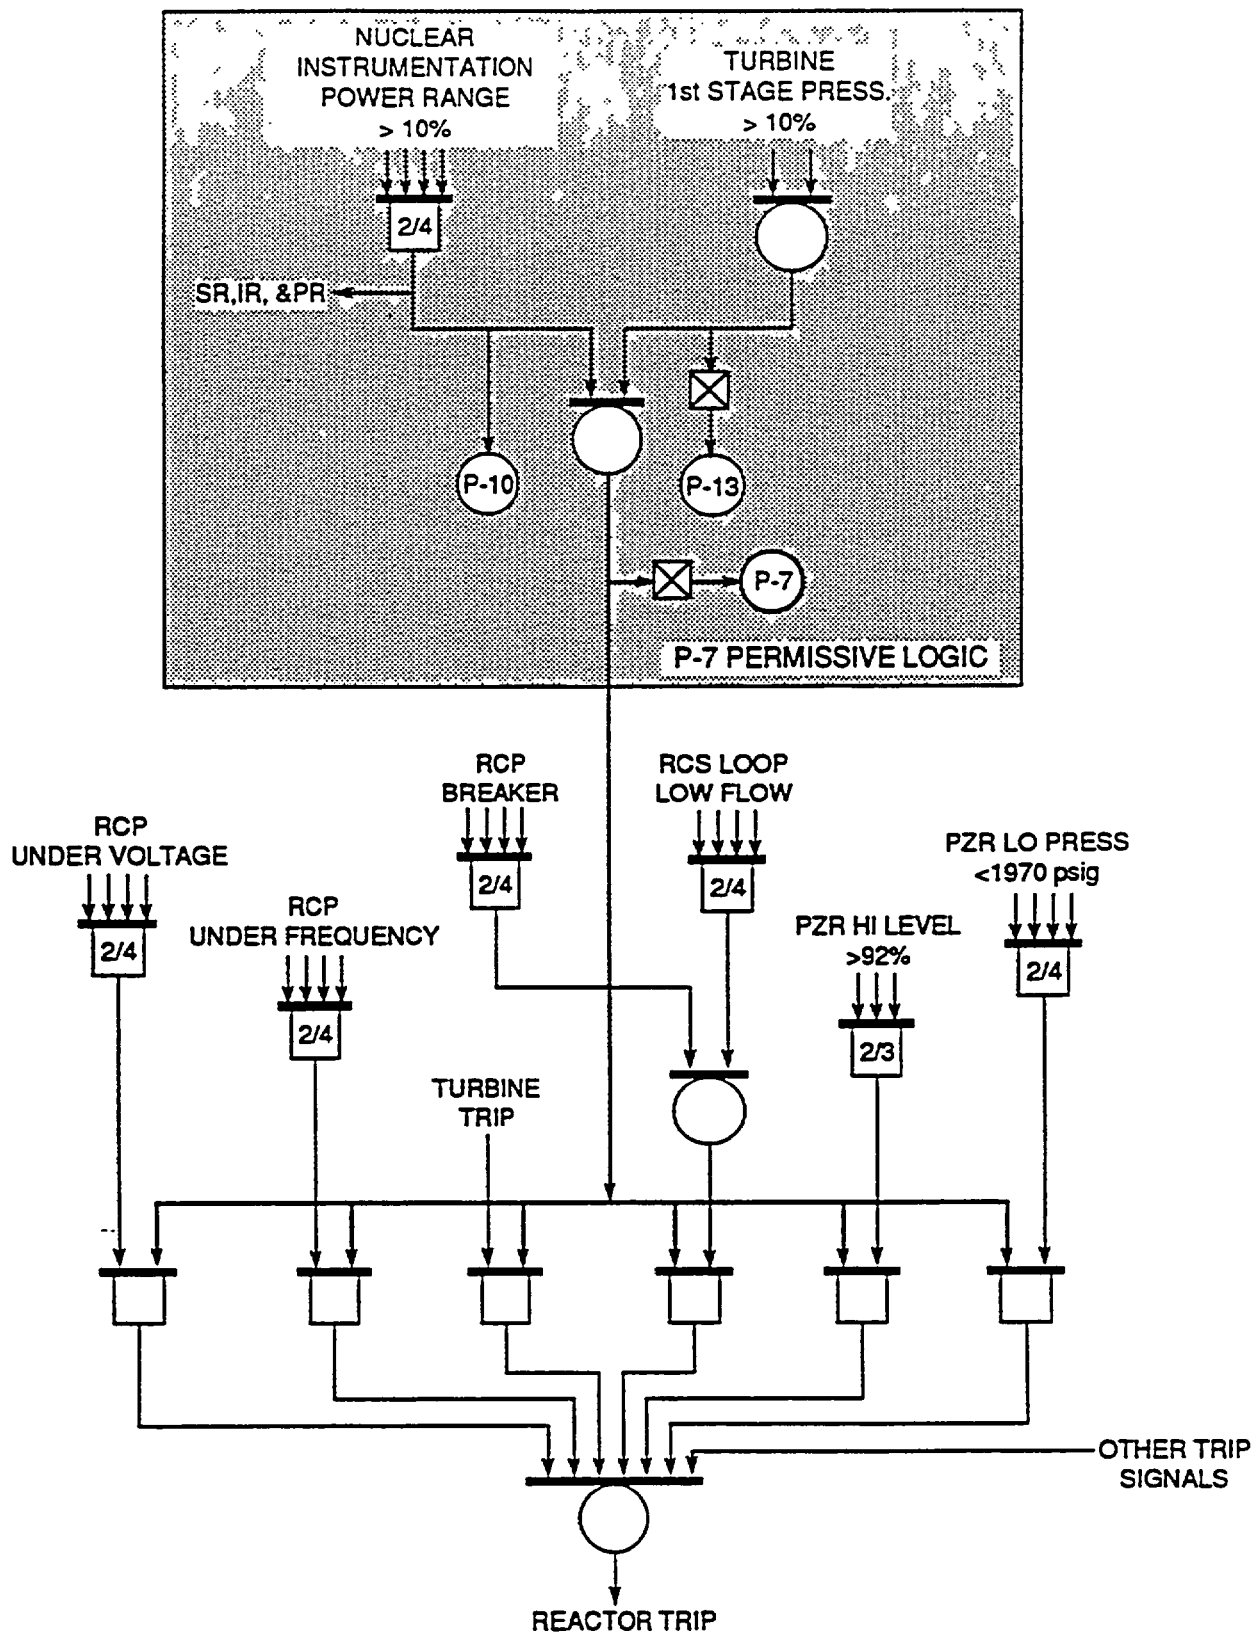 NUCLEAR
INSTRUMENTATION
POWER RANGE
> 10%
TURBINE
1st STAGE PRESS.
> 10%
2/4
SR,IR, &PR
P-10
P-13
P-7
P-7 PERMISSIVE LOGIC
RCP
BREAKER
2/4
RCS LOOP
LOW FLOW
2/4
RCP
UNDER VOLTAGE
2/4
RCP
UNDER FREQUENCY
2/4
PZR LO PRESS
<1970 psig
2/4
PZR HI LEVEL
>92%
2/3
TURBINE
TRIP
OTHER TRIP
SIGNALS
REACTOR TRIP